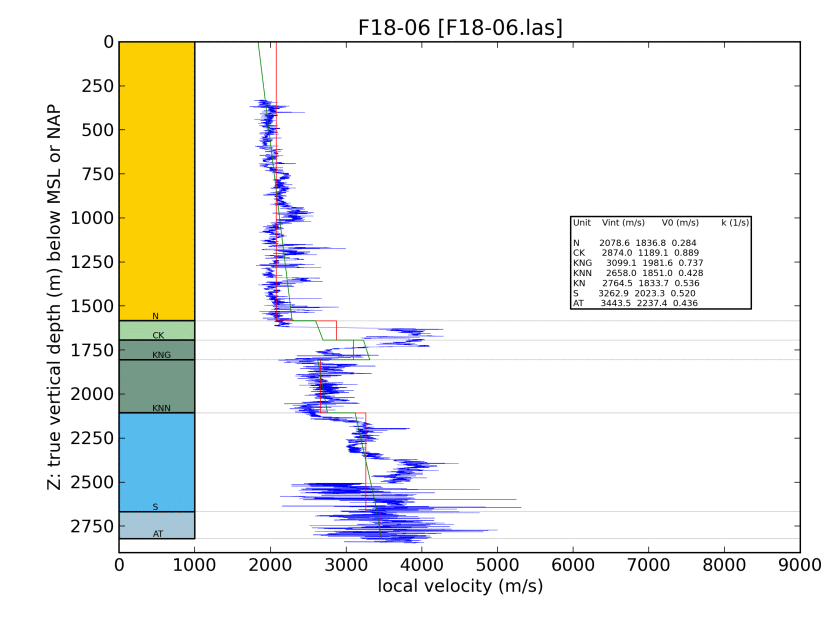 F18-06 [F18-06.las]
0
250
500
750
1000
1250
1500
1750
2000
2250
2500
2750
Z: true vertical depth (m) below MSL or NAP
N
CK
KNG
KNN
S
AT
Unit Vint (m/s) V0 (m/s) k (1/s)
N 2078.6 1836.8 0.284
CK 2874.0 1189.1 0.889
KNG 3099.1 1981.6 0.737
KNN 2658.0 1851.0 0.428
KN 2764.5 1833.7 0.536
S 3262.9 2023.3 0.520
AT 3443.5 2237.4 0.436
0 1000 2000 3000 4000 5000 6000 7000 8000 9000
local velocity (m/s)